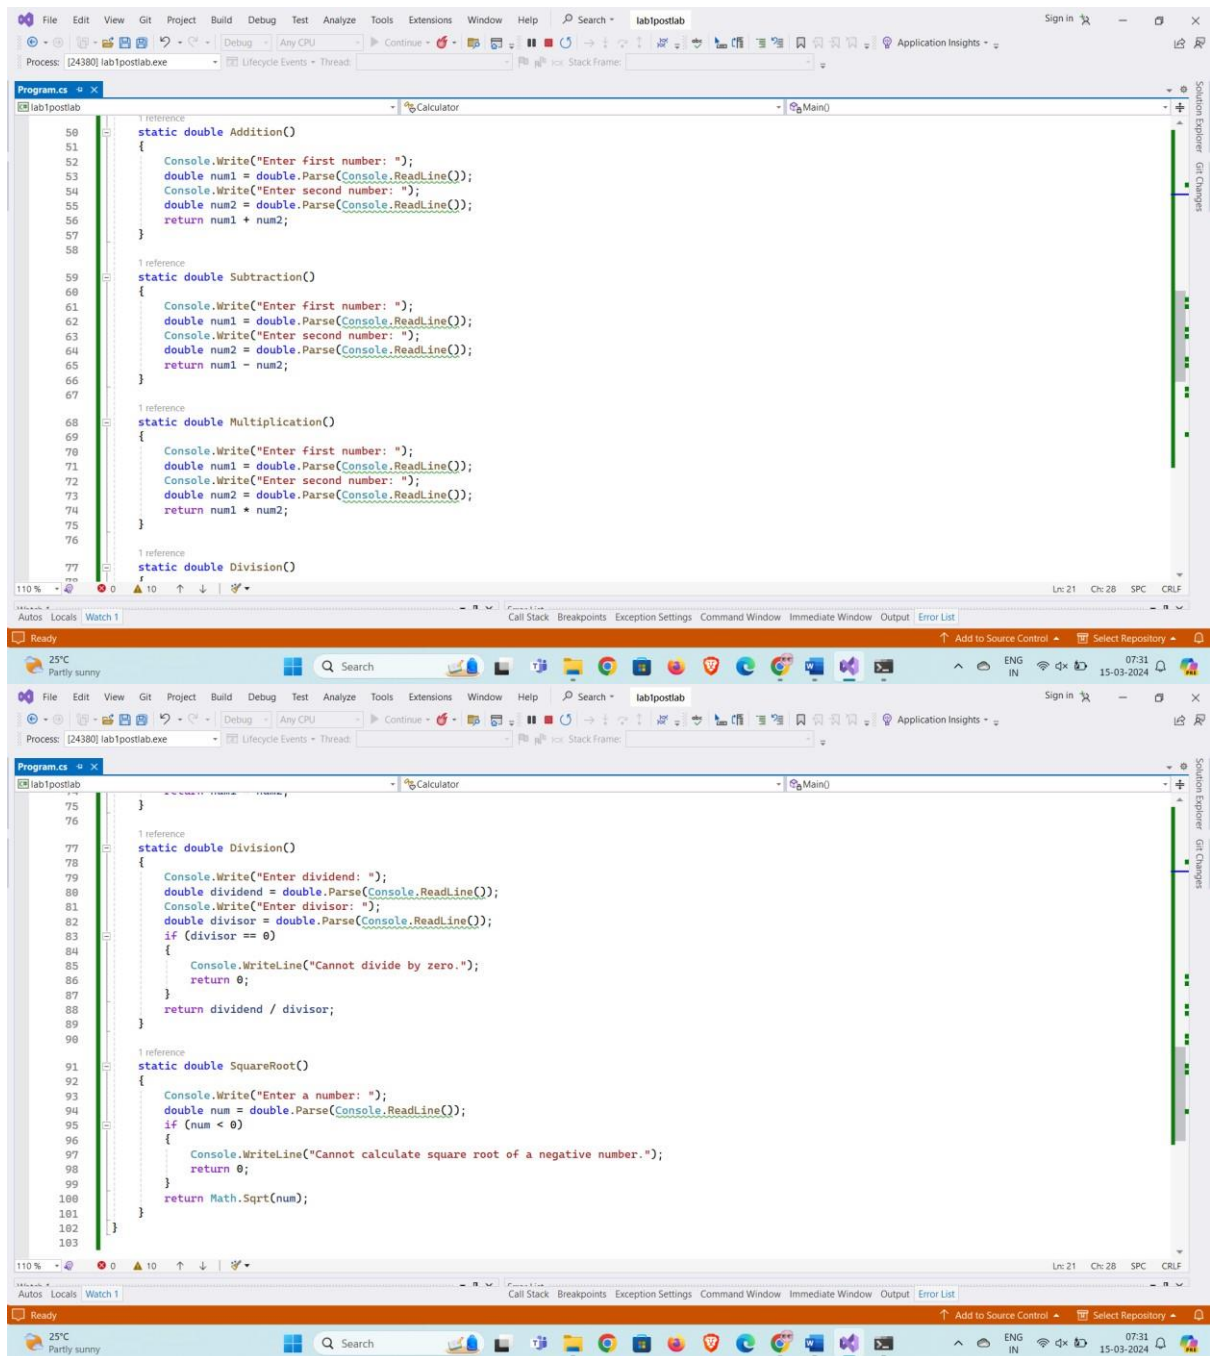 File Edit View Git Project Build Debug Test Analyze Tools Extensions Window Help Search lab1postlab Sign in
Debug Any CPU Continue Application Insights
Process: [24380] lab1postlab.exe Lifecycle Events Thread: Stack Frame:
Program.cs
lab1postlab Calculator Main()
1 reference
50 static double Addition()
51 {
52 Console.Write("Enter first number: ");
53 double num1 = double.Parse(Console.ReadLine());
54 Console.Write("Enter second number: ");
55 double num2 = double.Parse(Console.ReadLine());
56 return num1 + num2;
57 }
58
1 reference
59 static double Subtraction()
60 {
61 Console.Write("Enter first number: ");
62 double num1 = double.Parse(Console.ReadLine());
63 Console.Write("Enter second number: ");
64 double num2 = double.Parse(Console.ReadLine());
65 return num1 - num2;
66 }
67
1 reference
68 static double Multiplication()
69 {
70 Console.Write("Enter first number: ");
71 double num1 = double.Parse(Console.ReadLine());
72 Console.Write("Enter second number: ");
73 double num2 = double.Parse(Console.ReadLine());
74 return num1 * num2;
75 }
76
1 reference
77 static double Division()
Solution Explorer
Git Changes
110 % 0 10 Ln: 21 Ch: 28 SPC CRLF
Autos Locals Watch 1 Call Stack Breakpoints Exception Settings Command Window Immediate Window Output Error List
Ready Add to Source Control Select Repository
25°C
Partly sunny
Search
ENG
IN
07:31
15-03-2024
File Edit View Git Project Build Debug Test Analyze Tools Extensions Window Help Search lab1postlab Sign in
Debug Any CPU Continue Application Insights
Process: [24380] lab1postlab.exe Lifecycle Events Thread: Stack Frame:
Program.cs
lab1postlab Calculator Main()
75 }
76
1 reference
77 static double Division()
78 {
79 Console.Write("Enter dividend: ");
80 double dividend = double.Parse(Console.ReadLine());
81 Console.Write("Enter divisor: ");
82 double divisor = double.Parse(Console.ReadLine());
83 if (divisor == 0)
84 {
85 Console.WriteLine("Cannot divide by zero.");
86 return 0;
87 }
88 return dividend / divisor;
89 }
90
1 reference
91 static double SquareRoot()
92 {
93 Console.Write("Enter a number: ");
94 double num = double.Parse(Console.ReadLine());
95 if (num < 0)
96 {
97 Console.WriteLine("Cannot calculate square root of a negative number.");
98 return 0;
99 }
100 return Math.Sqrt(num);
101 }
102 }
103
Solution Explorer
Git Changes
110 % 0 10 Ln: 21 Ch: 28 SPC CRLF
Autos Locals Watch 1 Call Stack Breakpoints Exception Settings Command Window Immediate Window Output Error List
Ready Add to Source Control Select Repository
25°C
Partly sunny
Search
ENG
IN
07:31
15-03-2024